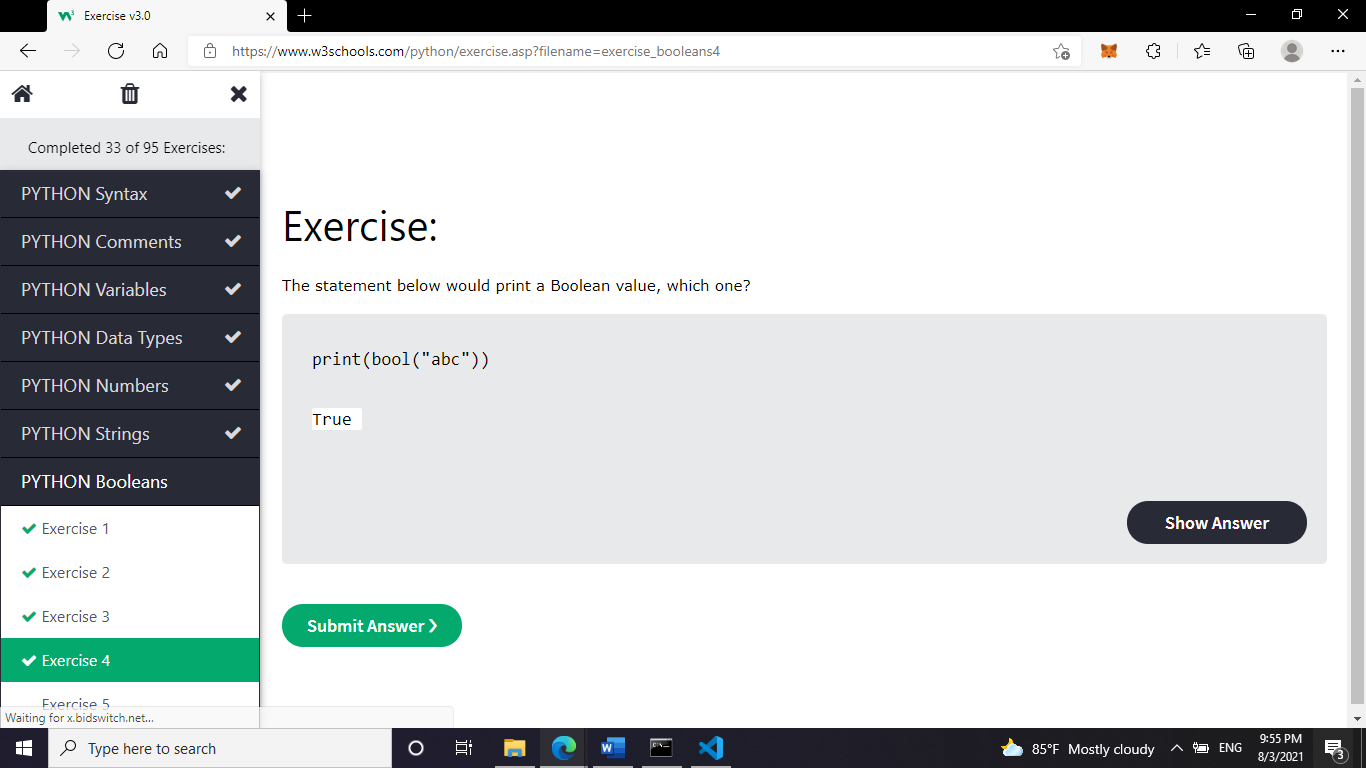 Exercise v3.0
https://www.w3schools.com/python/exercise.asp?filename=exercise_booleans4
Completed 33 of 95 Exercises:
PYTHON Syntax
PYTHON Comments
PYTHON Variables
PYTHON Data Types
PYTHON Numbers
PYTHON Strings
PYTHON Booleans
Exercise 1
Exercise 2
Exercise 3
Exercise 4
Exercise 5
Waiting for x.bidswitch.net...
Exercise:
The statement below would print a Boolean value, which one?
print(bool("abc"))
True
Show Answer
Submit Answer ❯
Type here to search
85°F Mostly cloudy
ENG
9:55 PM
8/3/2021
3